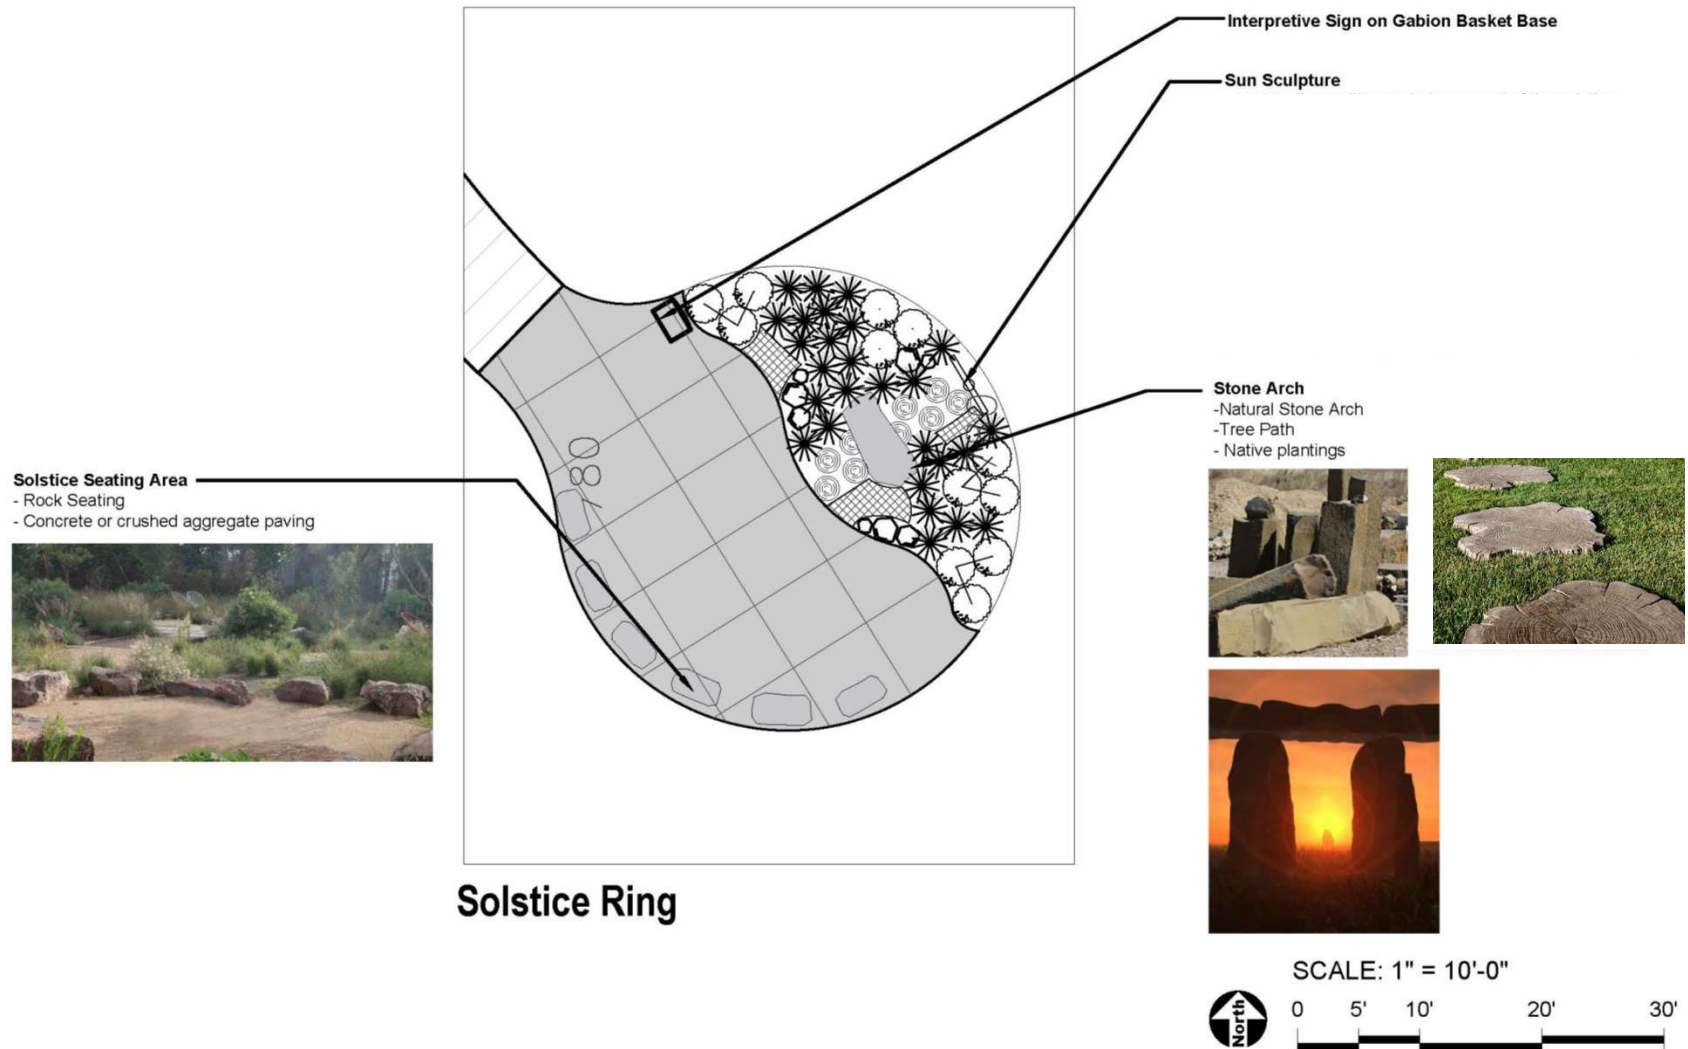 Interpretive Sign on Gabion Basket Base
Sun Sculpture
Stone Arch
-Natural Stone Arch
-Tree Path
- Native plantings
Solstice Seating Area
- Rock Seating
- Concrete or crushed aggregate paving
Solstice Ring
SCALE: 1" = 10'-0"
North
0 5' 10' 20' 30'